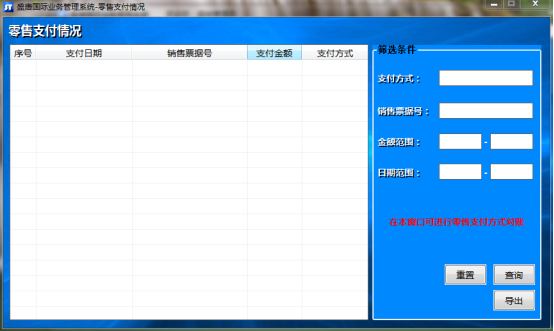 盛唐国际业务管理系统-零售支付情况
零售支付情况
序号 支付日期 销售票据号 支付金额 支付方式
筛选条件
支付方式：
销售票据号：
金额范围： -
日期范围： -
在本窗口可进行零售支付方式对账
重置 查询
导出